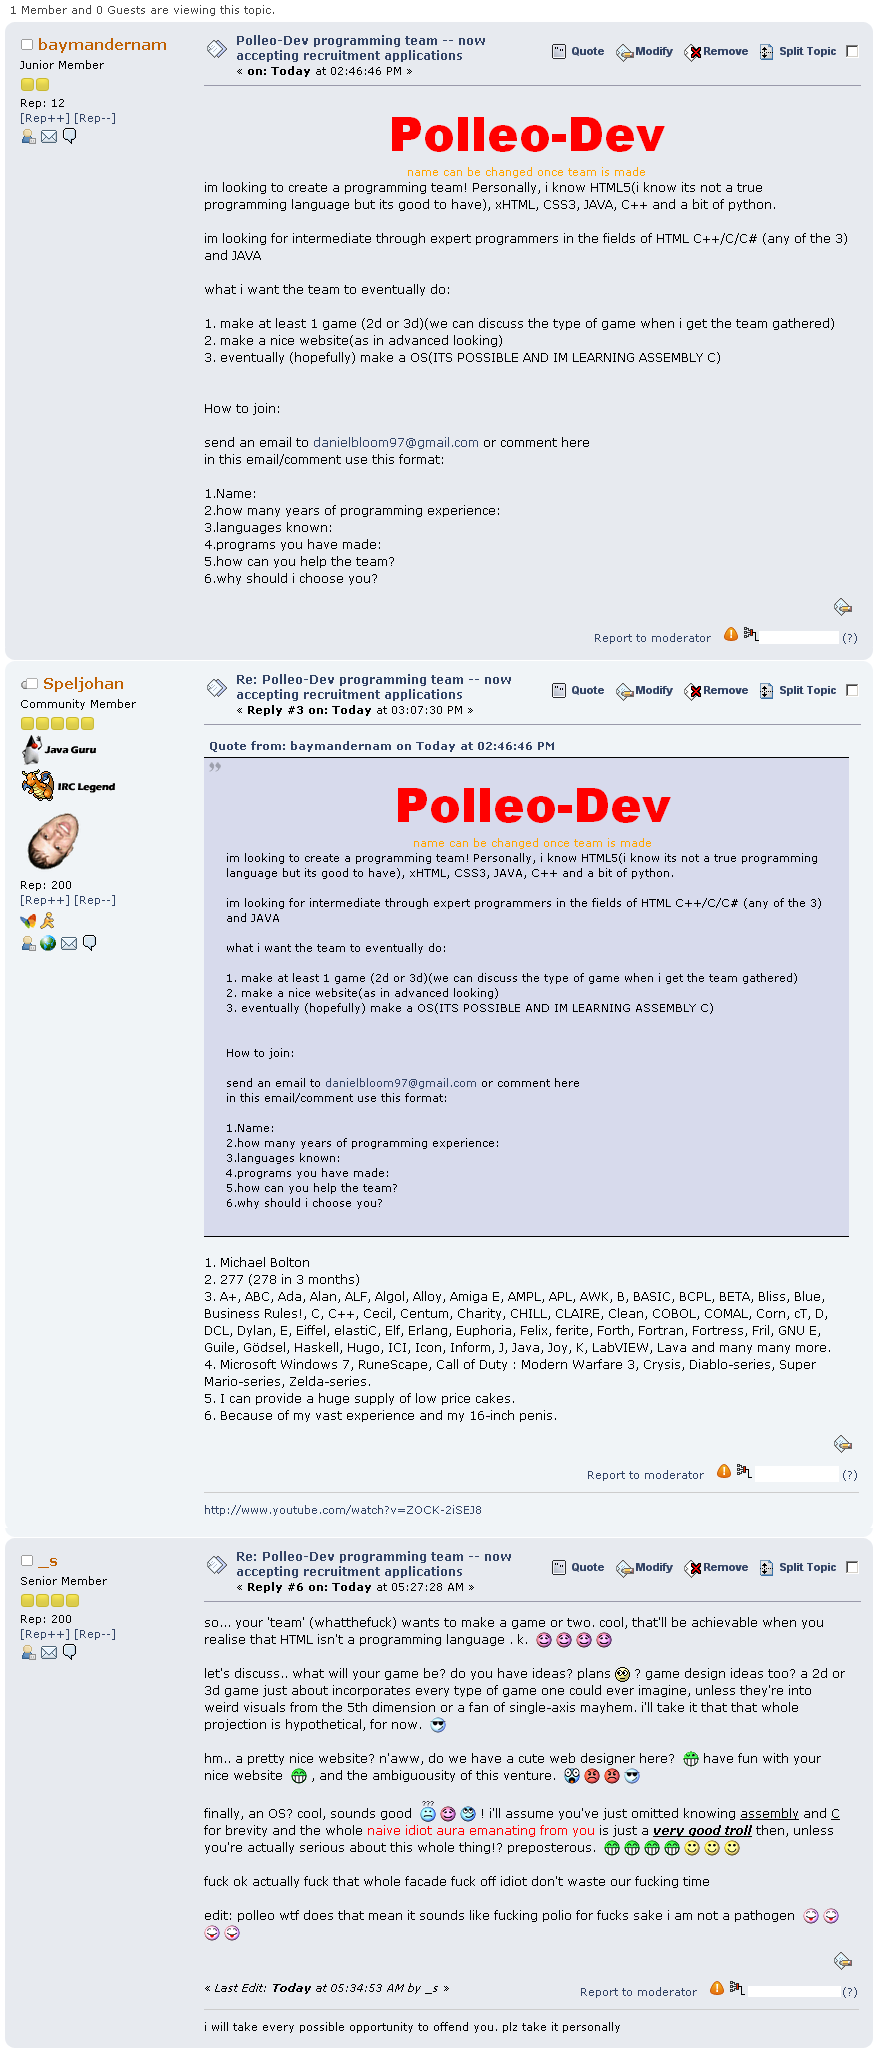 1 Member and 0 Guests are viewing this topic.
baymandernam
Junior Member
Rep: 12
[Rep++] [Rep--]
Polleo-Dev programming team -- now
accepting recruitment applications
« on: Today at 02:46:46 PM »
Quote Modify Remove Split Topic
Polleo-Dev
name can be changed once team is made
im looking to create a programming team! Personally, i know HTML5(i know its not a true
programming language but its good to have), xHTML, CSS3, JAVA, C++ and a bit of python.
im looking for intermediate through expert programmers in the fields of HTML C++/C/C# (any of the 3)
and JAVA
what i want the team to eventually do:
1. make at least 1 game (2d or 3d)(we can discuss the type of game when i get the team gathered)
2. make a nice website(as in advanced looking)
3. eventually (hopefully) make a OS(ITS POSSIBLE AND IM LEARNING ASSEMBLY C)
How to join:
send an email to danielbloom97@gmail.com or comment here
in this email/comment use this format:
1.Name:
2.how many years of programming experience:
3.languages known:
4.programs you have made:
5.how can you help the team?
6.why should i choose you?
Report to moderator (?)
Speljohan
Community Member
Java Guru
IRC Legend
Rep: 200
[Rep++] [Rep--]
Re: Polleo-Dev programming team -- now
accepting recruitment applications
« Reply #3 on: Today at 03:07:30 PM »
Quote Modify Remove Split Topic
Quote from: baymandernam on Today at 02:46:46 PM
Polleo-Dev
name can be changed once team is made
im looking to create a programming team! Personally, i know HTML5(i know its not a true programming
language but its good to have), xHTML, CSS3, JAVA, C++ and a bit of python.
im looking for intermediate through expert programmers in the fields of HTML C++/C/C# (any of the 3)
and JAVA
what i want the team to eventually do:
1. make at least 1 game (2d or 3d)(we can discuss the type of game when i get the team gathered)
2. make a nice website(as in advanced looking)
3. eventually (hopefully) make a OS(ITS POSSIBLE AND IM LEARNING ASSEMBLY C)
How to join:
send an email to danielbloom97@gmail.com or comment here
in this email/comment use this format:
1.Name:
2.how many years of programming experience:
3.languages known:
4.programs you have made:
5.how can you help the team?
6.why should i choose you?
1. Michael Bolton
2. 277 (278 in 3 months)
3. A+, ABC, Ada, Alan, ALF, Algol, Alloy, Amiga E, AMPL, APL, AWK, B, BASIC, BCPL, BETA, Bliss, Blue,
Business Rules!, C, C++, Cecil, Centum, Charity, CHILL, CLAIRE, Clean, COBOL, COMAL, Corn, cT, D,
DCL, Dylan, E, Eiffel, elastiC, Elf, Erlang, Euphoria, Felix, ferite, Forth, Fortran, Fortress, Fril, GNU E,
Guile, Gödsel, Haskell, Hugo, ICI, Icon, Inform, J, Java, Joy, K, LabVIEW, Lava and many many more.
4. Microsoft Windows 7, RuneScape, Call of Duty : Modern Warfare 3, Crysis, Diablo-series, Super
Mario-series, Zelda-series.
5. I can provide a huge supply of low price cakes.
6. Because of my vast experience and my 16-inch penis.
Report to moderator (?)
http://www.youtube.com/watch?v=ZOCK-2iSEJ8
_s
Senior Member
Rep: 200
[Rep++] [Rep--]
Re: Polleo-Dev programming team -- now
accepting recruitment applications
« Reply #6 on: Today at 05:27:28 AM »
Quote Modify Remove Split Topic
so... your 'team' (whatthefuck) wants to make a game or two. cool, that'll be achievable when you
realise that HTML isn't a programming language . k.
let's discuss.. what will your game be? do you have ideas? plans ? game design ideas too? a 2d or
3d game just about incorporates every type of game one could ever imagine, unless they're into
weird visuals from the 5th dimension or a fan of single-axis mayhem. i'll take it that that whole
projection is hypothetical, for now.
hm.. a pretty nice website? n'aww, do we have a cute web designer here? have fun with your
nice website , and the ambiguousity of this venture.
finally, an OS? cool, sounds good ??? ! i'll assume you've just omitted knowing assembly and C
for brevity and the whole naive idiot aura emanating from you is just a very good troll then, unless
you're actually serious about this whole thing!? preposterous.
fuck ok actually fuck that whole facade fuck off idiot don't waste our fucking time
edit: polleo wtf does that mean it sounds like fucking polio for fucks sake i am not a pathogen
« Last Edit: Today at 05:34:53 AM by _s »
Report to moderator (?)
i will take every possible opportunity to offend you. plz take it personally